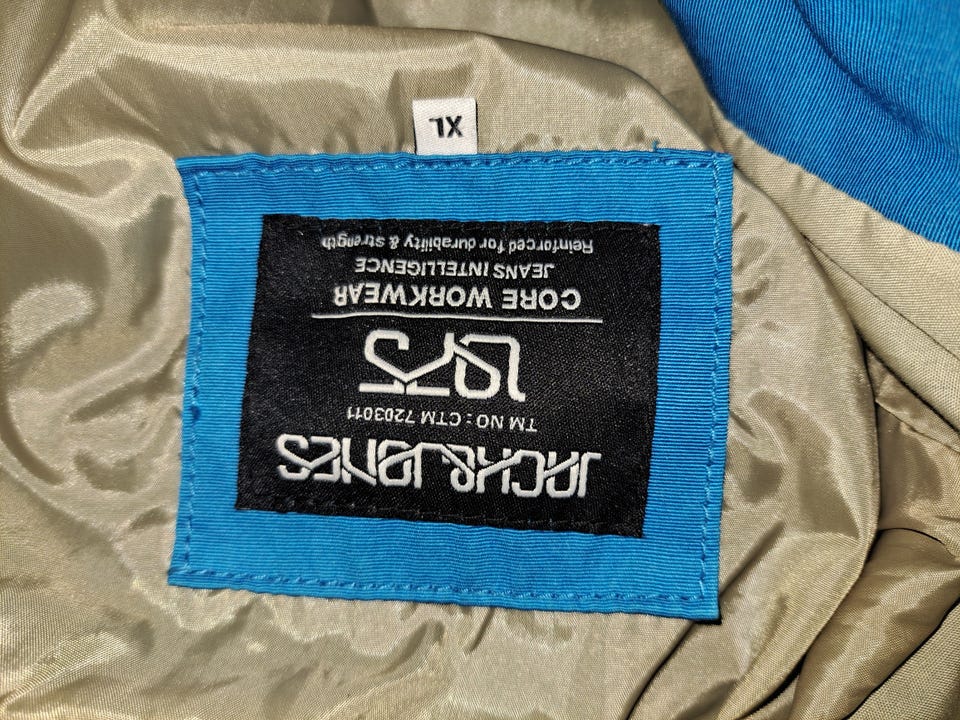 JACK&JONES
TM NO: CTM 7203011
1975
CORE WORKWEAR
JEANS INTELLIGENCE
Reinforced for durability & strength
XL